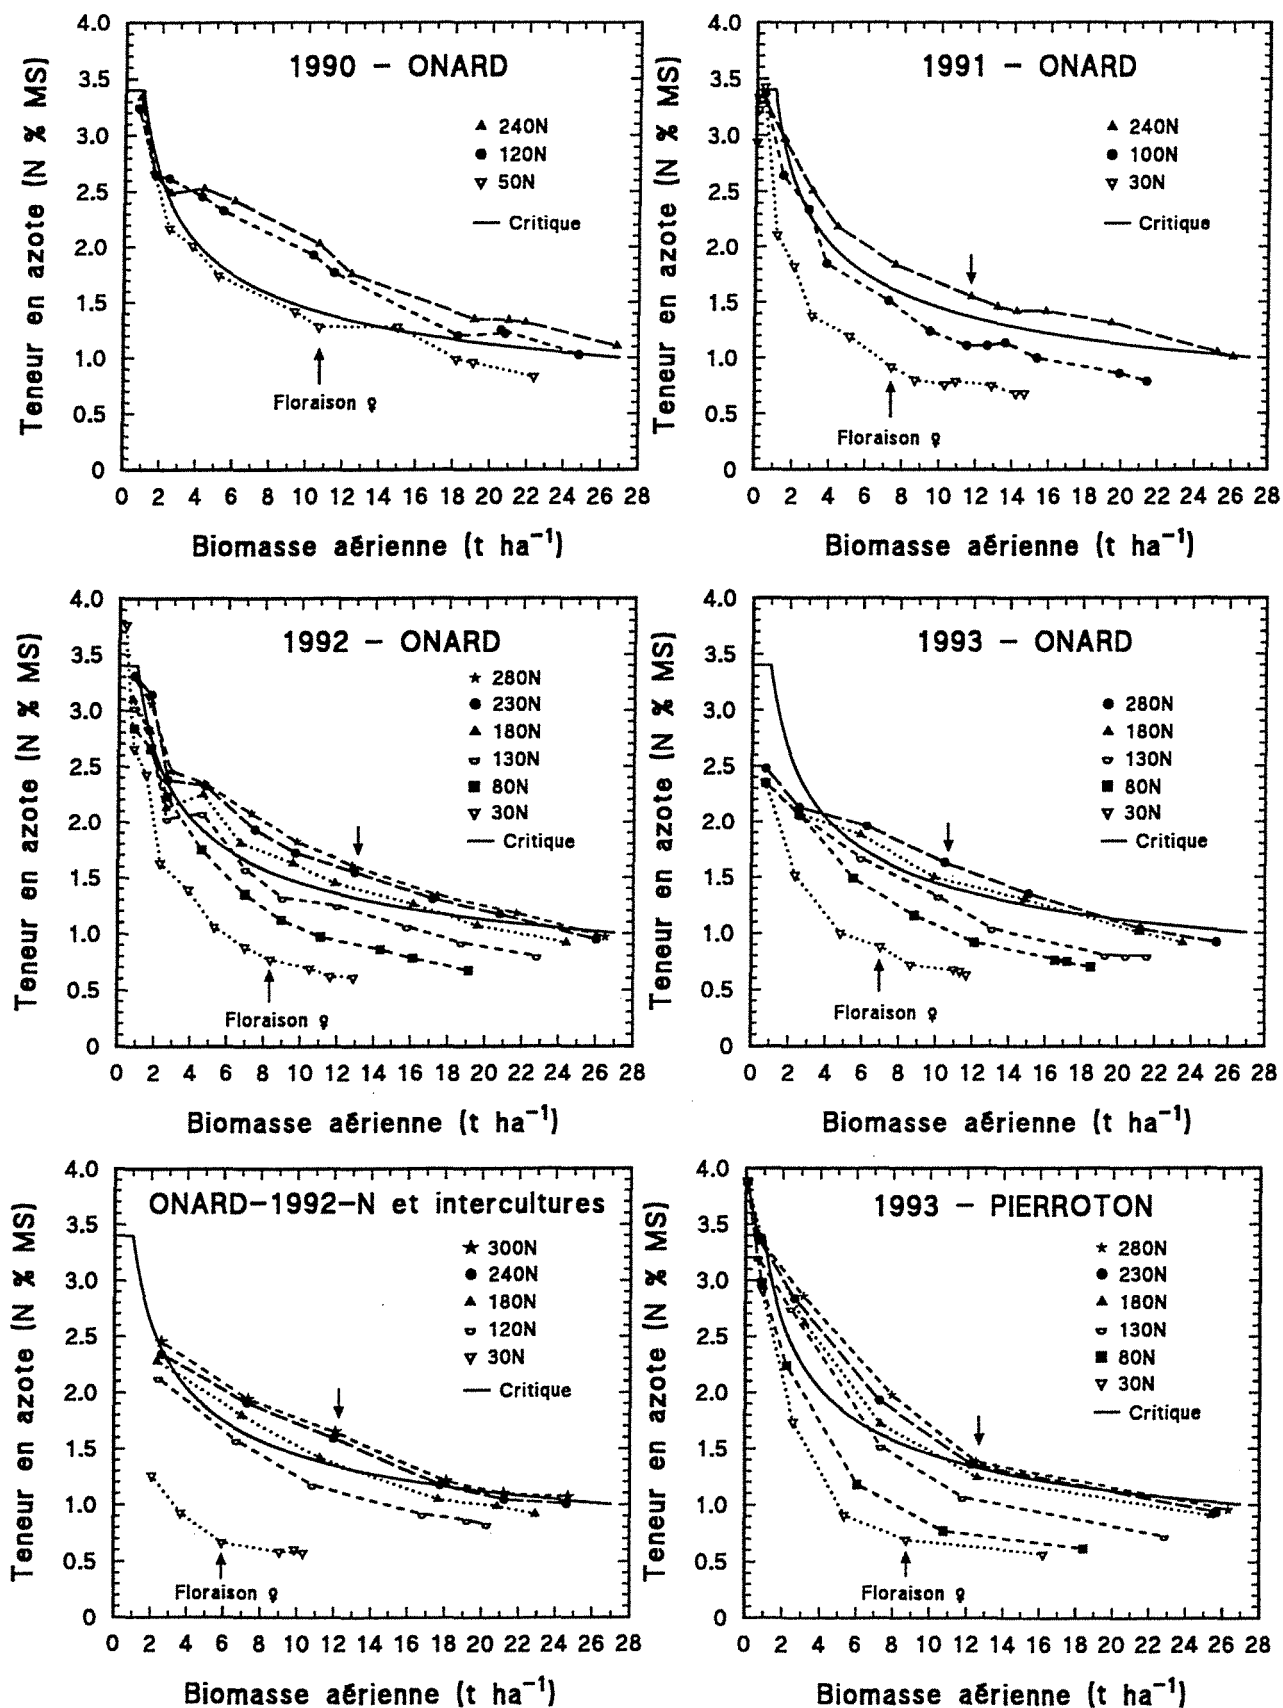 1990 – ONARD
Teneur en azote (N % MS)
4.0
3.5
3.0
2.5
2.0
1.5
1.0
0.5
0
240N
120N
50N
Critique
Floraison ♀
0 2 4 6 8 10 12 14 16 18 20 22 24 26 28
Biomasse aérienne (t ha⁻¹)
1991 – ONARD
Teneur en azote (N % MS)
4.0
3.5
3.0
2.5
2.0
1.5
1.0
0.5
0
240N
100N
30N
Critique
Floraison ♀
0 2 4 6 8 10 12 14 16 18 20 22 24 26 28
Biomasse aérienne (t ha⁻¹)
1992 – ONARD
Teneur en azote (N % MS)
4.0
3.5
3.0
2.5
2.0
1.5
1.0
0.5
0
280N
230N
180N
130N
80N
30N
Critique
Floraison ♀
0 2 4 6 8 10 12 14 16 18 20 22 24 26 28
Biomasse aérienne (t ha⁻¹)
1993 – ONARD
Teneur en azote (N % MS)
4.0
3.5
3.0
2.5
2.0
1.5
1.0
0.5
0
280N
180N
130N
80N
30N
Critique
Floraison ♀
0 2 4 6 8 10 12 14 16 18 20 22 24 26 28
Biomasse aérienne (t ha⁻¹)
ONARD–1992–N et intercultures
Teneur en azote (N % MS)
4.0
3.5
3.0
2.5
2.0
1.5
1.0
0.5
0
300N
240N
180N
120N
30N
Critique
Floraison ♀
0 2 4 6 8 10 12 14 16 18 20 22 24 26 28
Biomasse aérienne (t ha⁻¹)
1993 – PIERROTON
Teneur en azote (N % MS)
4.0
3.5
3.0
2.5
2.0
1.5
1.0
0.5
0
280N
230N
180N
130N
80N
30N
Critique
Floraison ♀
0 2 4 6 8 10 12 14 16 18 20 22 24 26 28
Biomasse aérienne (t ha⁻¹)